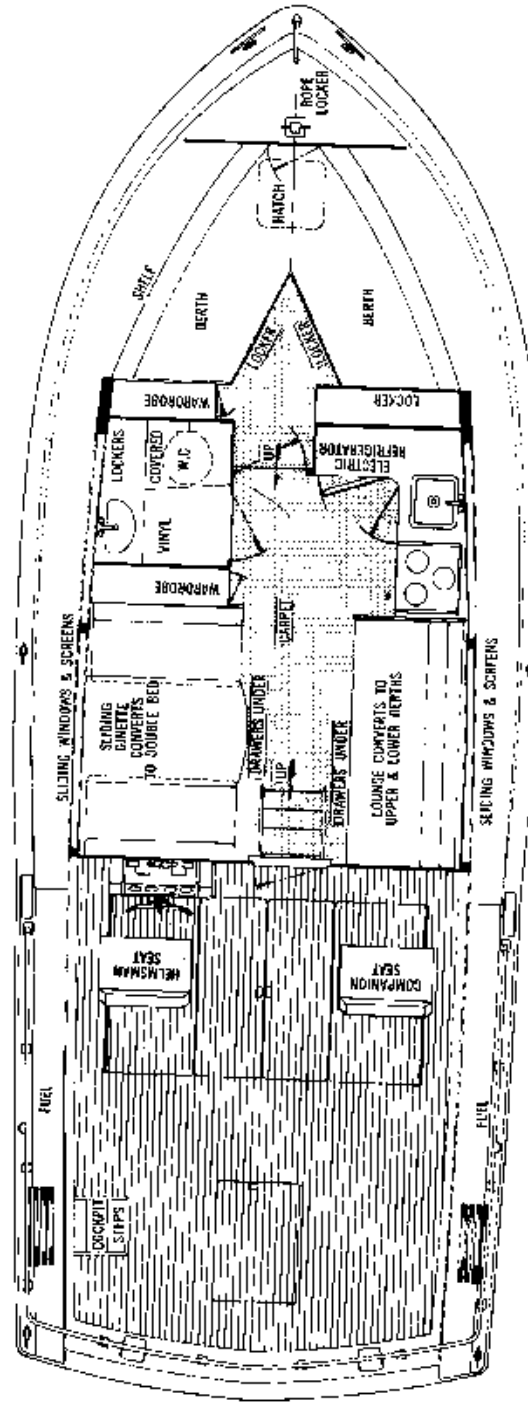 ROPE
LOCKER
HATCH
SHELF
BERTH
BERTH
LOCKER
LOCKER
WARDROBE
LOCKER
LOCKERS
COVERED
W.C
VINYL
UP
ELECTRIC
REFRIGERATOR
WARDROBE
CARPET
SLIDING WINDOWS & SCREENS
SLIDING
DINETTE
CONVERTS
TO DOUBLE BED
DRAWERS UNDER
UP
DRAWERS UNDER
LOUNGE CONVERTS TO
UPPER & LOWER BERTHS
SLIDING WINDOWS & SCREENS
HELMSMAN
SEAT
COMPANION
SEAT
FUEL
FUEL
COCKPIT
STEPS